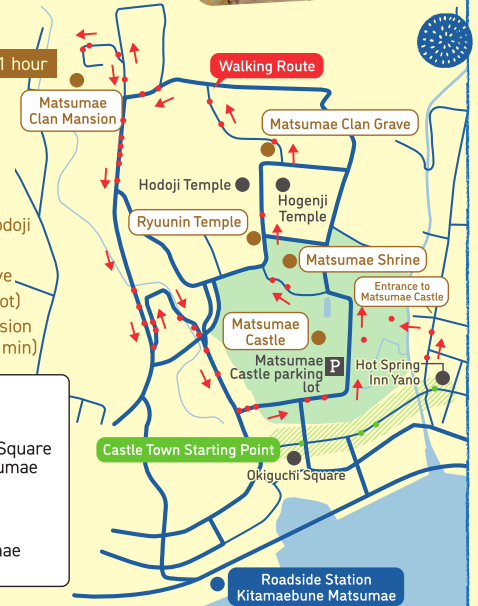 1 hour
Walking Route
Matsumae
Clan Mansion
Matsumae Clan Grave
Hodoji Temple
Hogenji
Temple
odoji
Ryuunin Temple
Matsumae Shrine
ve
ot)
sion
min)
Entrance to
Matsumae Castle
Matsumae
Castle
Matsumae
Castle parking
lot
P
Hot Spring
Inn Yano
Castle Town Starting Point
Square
umae
Okiguchi Square
nae
Roadside Station
Kitamaebune Matsumae